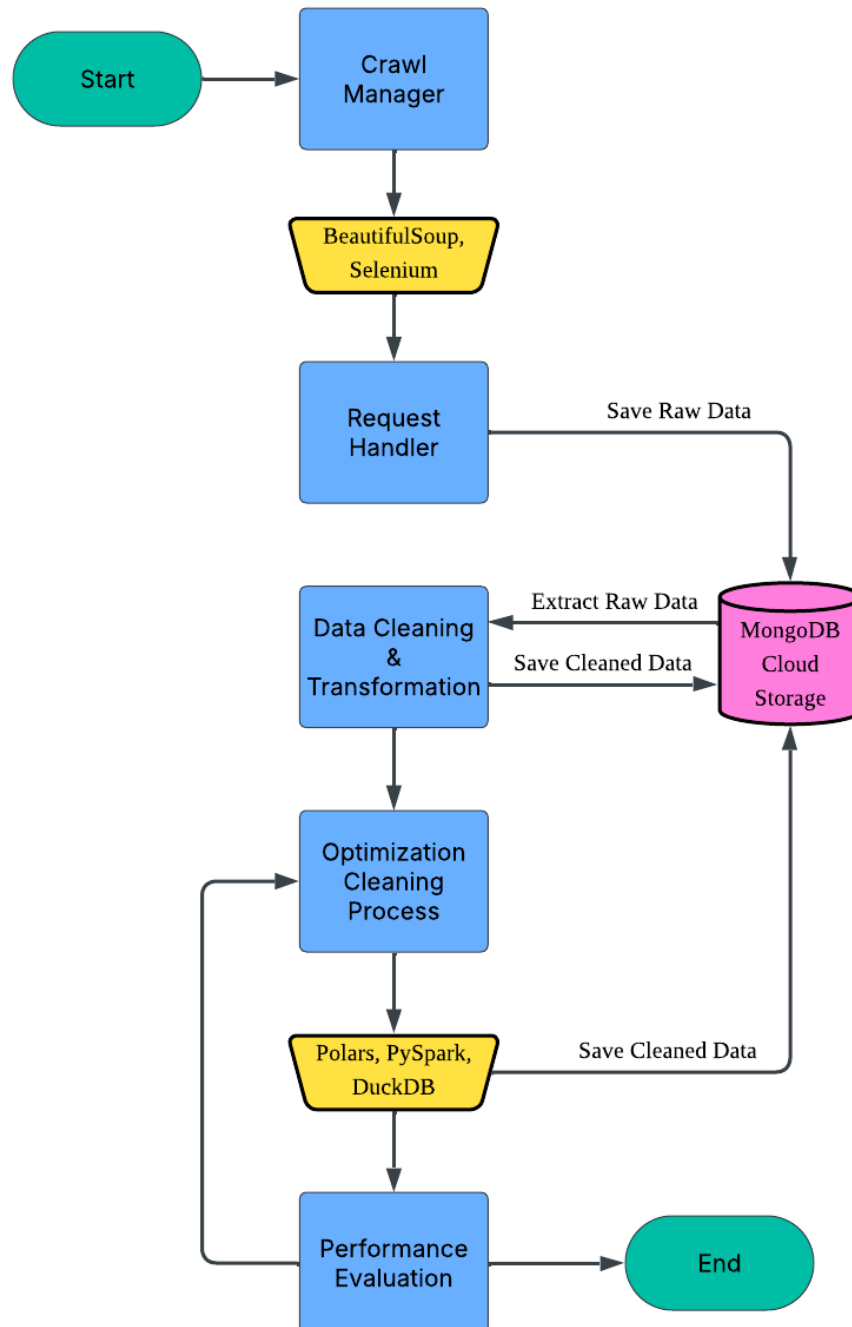 Start
Crawl
Manager
BeautifulSoup,
Selenium
Request
Handler
Save Raw Data
Extract Raw Data
Data Cleaning
&
Transformation
Save Cleaned Data
MongoDB
Cloud
Storage
Optimization
Cleaning
Process
Polars, PySpark,
DuckDB
Save Cleaned Data
Performance
Evaluation
End